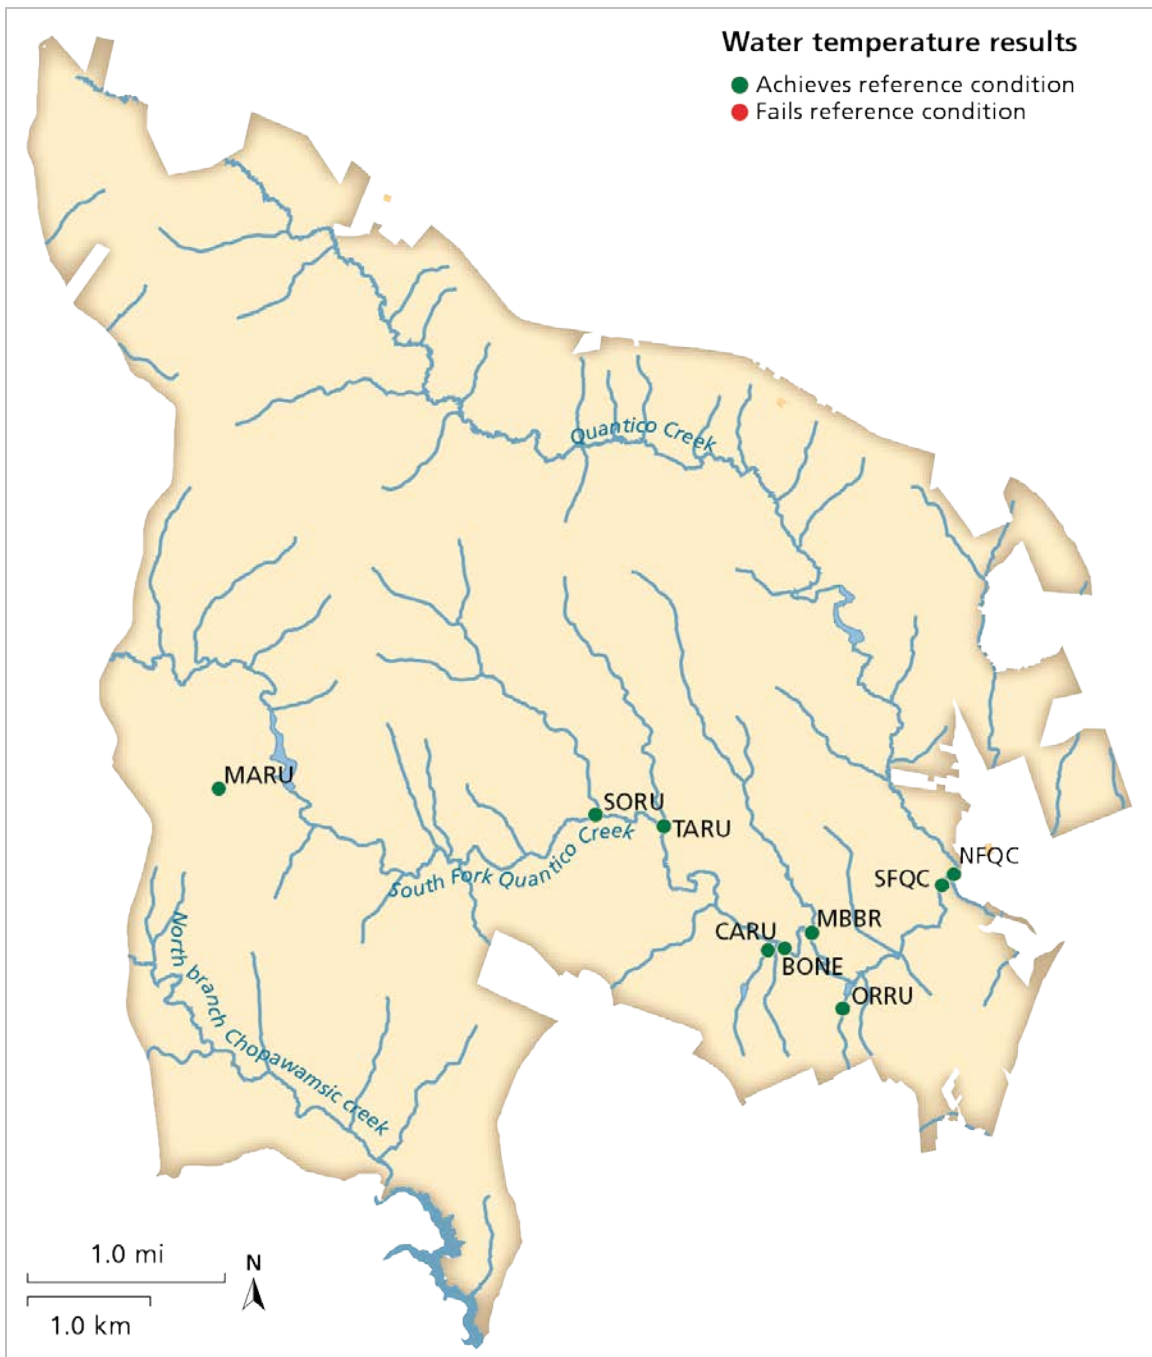 Water temperature results
Achieves reference condition
Fails reference condition
Quantico Creek
MARU
SORU
TARU
South Fork Quantico Creek
NFQC
SFQC
MBBR
CARU
BONE
ORRU
North branch Chopawamsic creek
1.0 mi
N
1.0 km